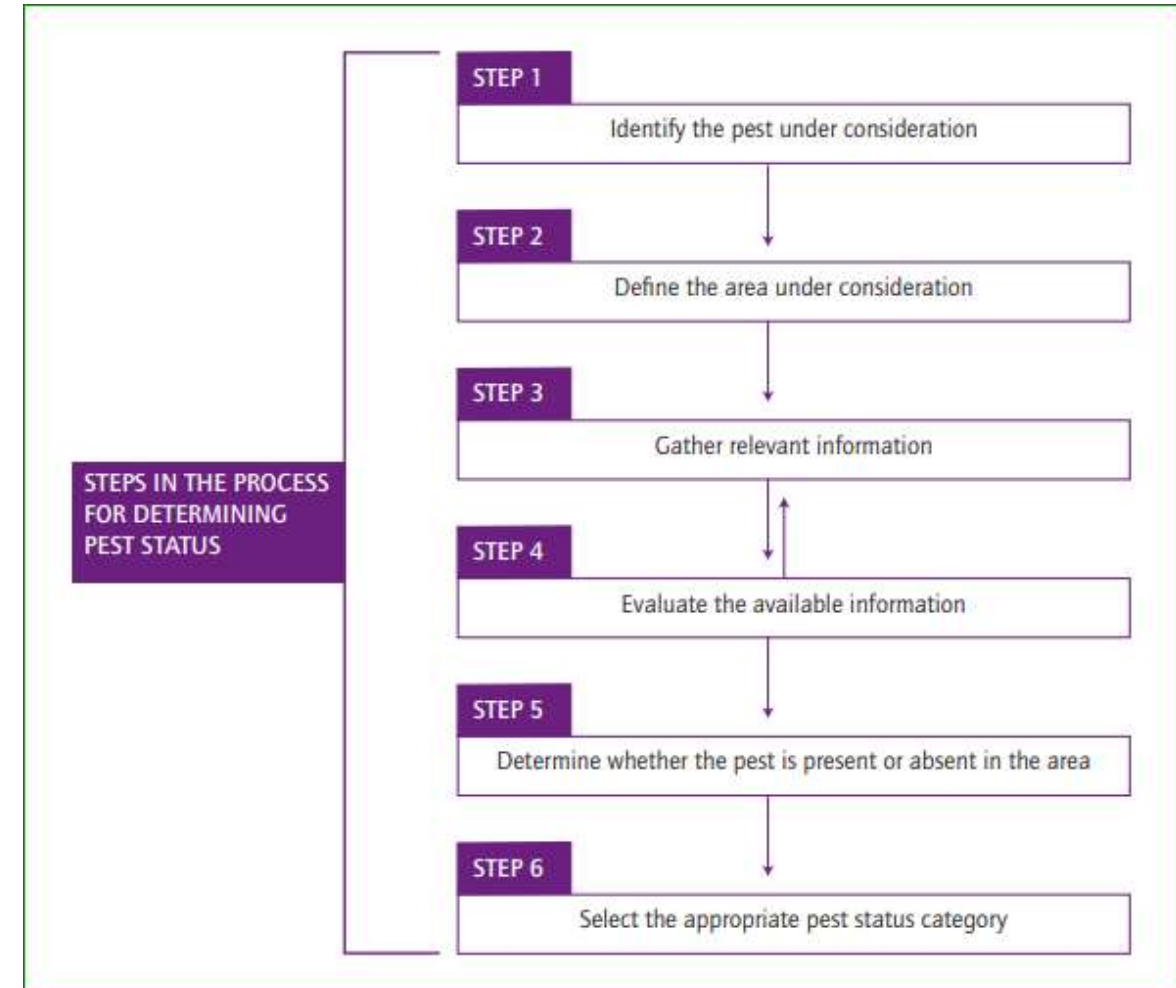 STEP 1
Identify the pest under consideration
STEP 2
Define the area under consideration
STEP 3
Gather relevant information
STEPS IN THE PROCESS
FOR DETERMINING
PEST STATUS
STEP 4
Evaluate the available information
STEP 5
Determine whether the pest is present or absent in the area
STEP 6
Select the appropriate pest status category